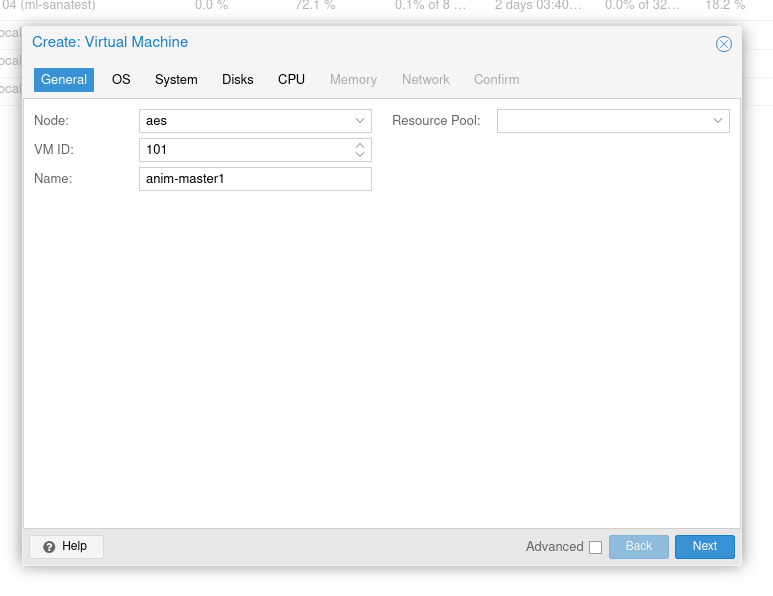 04 (ml-sanatest) 0.0 % 72.1 % 0.1% of 8 ... 2 days 03:40... 0.0% of 32... 18.2 %
ocal
Create: Virtual Machine
ocal
General OS System Disks CPU Memory Network Confirm
ocal
Node: aes Resource Pool:
VM ID: 101
Name: anim-master1
Help Advanced Back Next